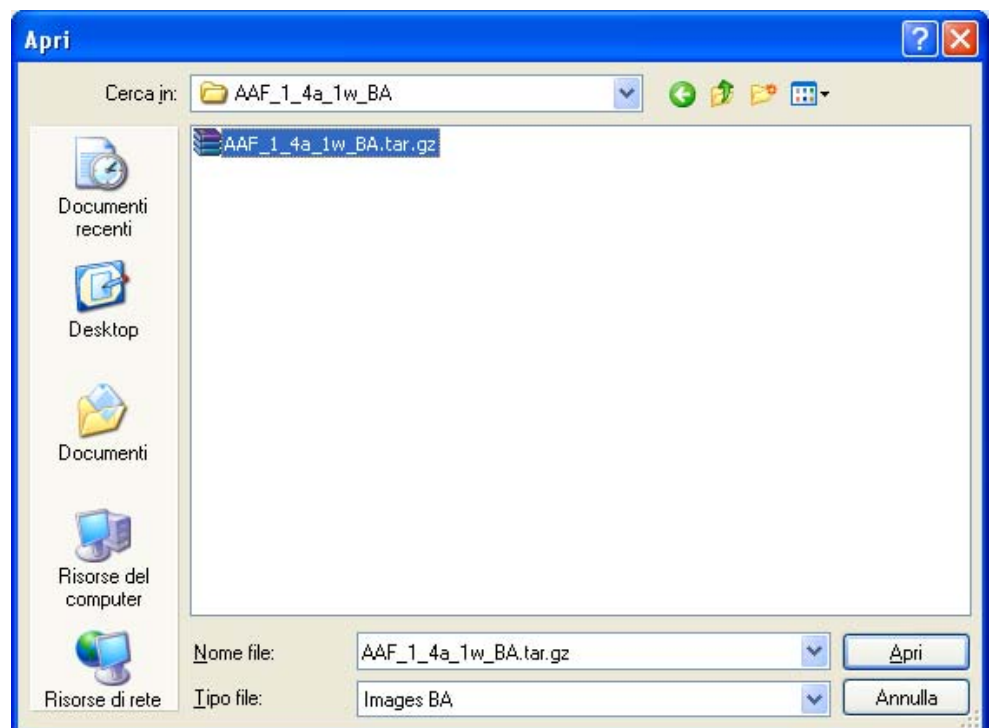 Apri
Cerca in: AAF_1_4a_1w_BA
AAF_1_4a_1w_BA.tar.gz
Documenti
recenti
Desktop
Documenti
Risorse del
computer
Risorse di rete
Nome file: AAF_1_4a_1w_BA.tar.gz Apri
Tipo file: Images BA Annulla